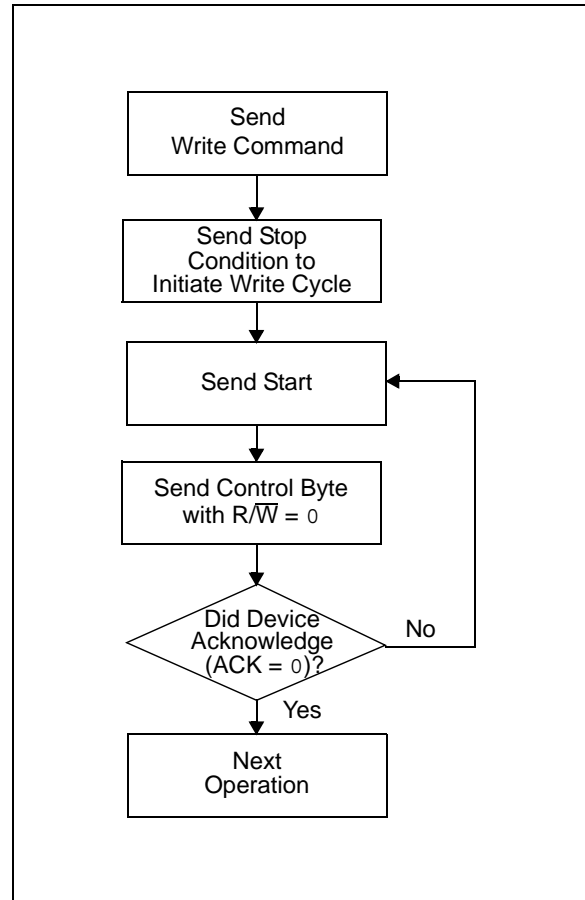 Send
Write Command
Send Stop
Condition to
Initiate Write Cycle
Send Start
Send Control Byte
with R/W̅ = 0
Did Device
Acknowledge
(ACK = 0)?
No
Yes
Next
Operation